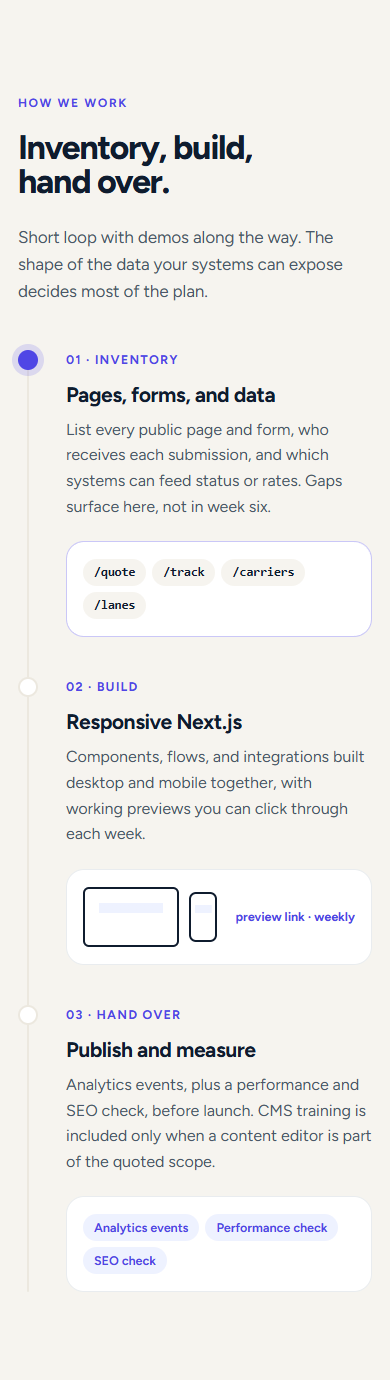 HOW WE WORK
Inventory, build,
hand over.
Short loop with demos along the way. The
shape of the data your systems can expose
decides most of the plan.
01 · INVENTORY
Pages, forms, and data
List every public page and form, who
receives each submission, and which
systems can feed status or rates. Gaps
surface here, not in week six.
/quote /track /carriers
/lanes
02 · BUILD
Responsive Next.js
Components, flows, and integrations built
desktop and mobile together, with
working previews you can click through
each week.
preview link · weekly
03 · HAND OVER
Publish and measure
Analytics events, plus a performance and
SEO check, before launch. CMS training is
included only when a content editor is part
of the quoted scope.
Analytics events Performance check
SEO check